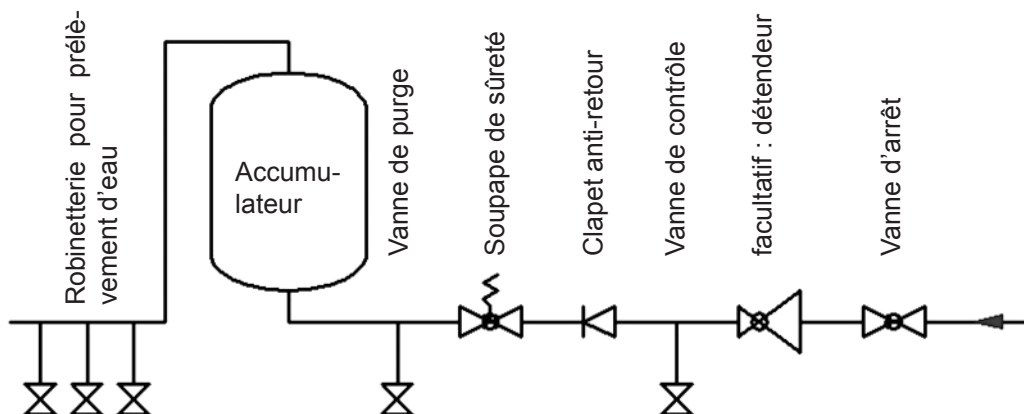 Robinetterie pour prélè-
vement d'eau
Accumu-
lateur
Vanne de purge
Soupape de sûreté
Clapet anti-retour
Vanne de contrôle
facultatif : détendeur
Vanne d'arrêt